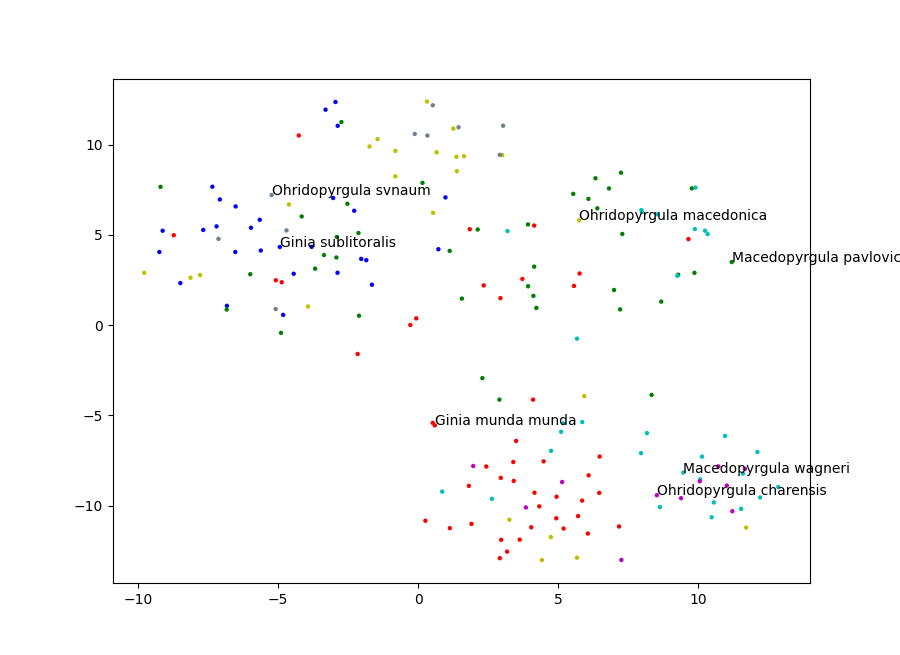 10
Ohridopyrgula svnaum
Ohridopyrgula macedonica
5
Ginia sublitoralis
Macedopyrgula pavlovic
0
−5
Ginia munda munda
Macedopyrgula wagneri
Ohridopyrgula charensis
−10
−10 −5 0 5 10